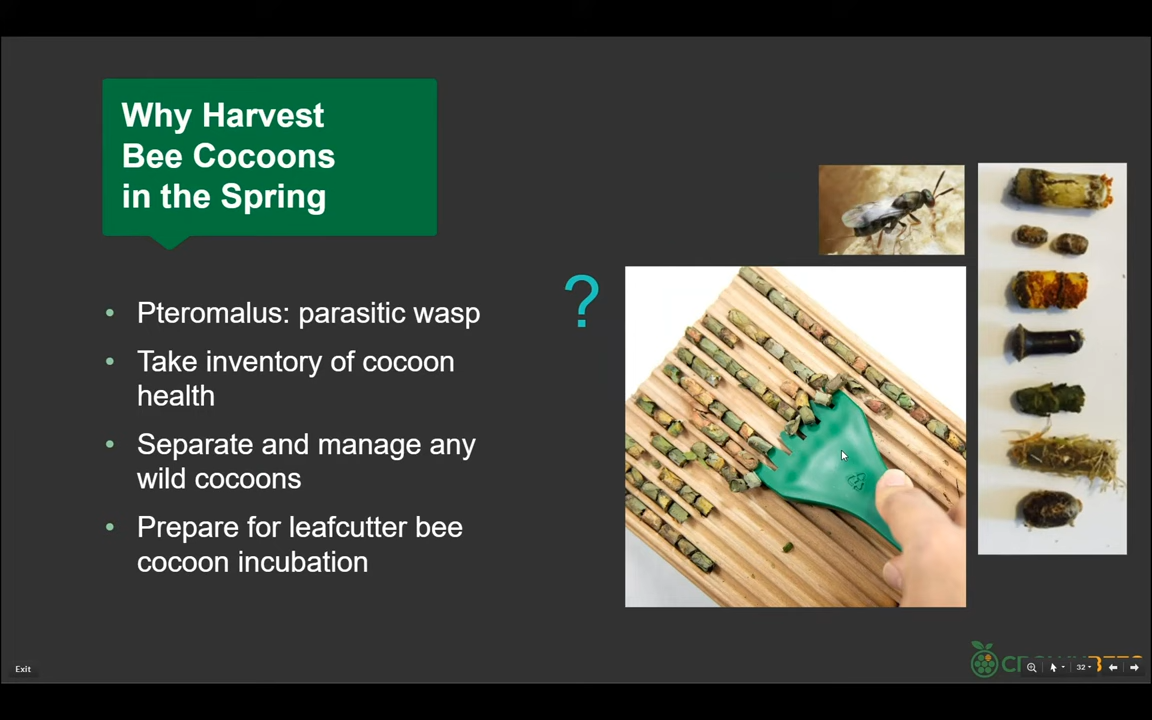 Why Harvest
Bee Cocoons
in the Spring
• Pteromalus: parasitic wasp
• Take inventory of cocoon
health
• Separate and manage any
wild cocoons
• Prepare for leafcutter bee
cocoon incubation
?
Exit
32